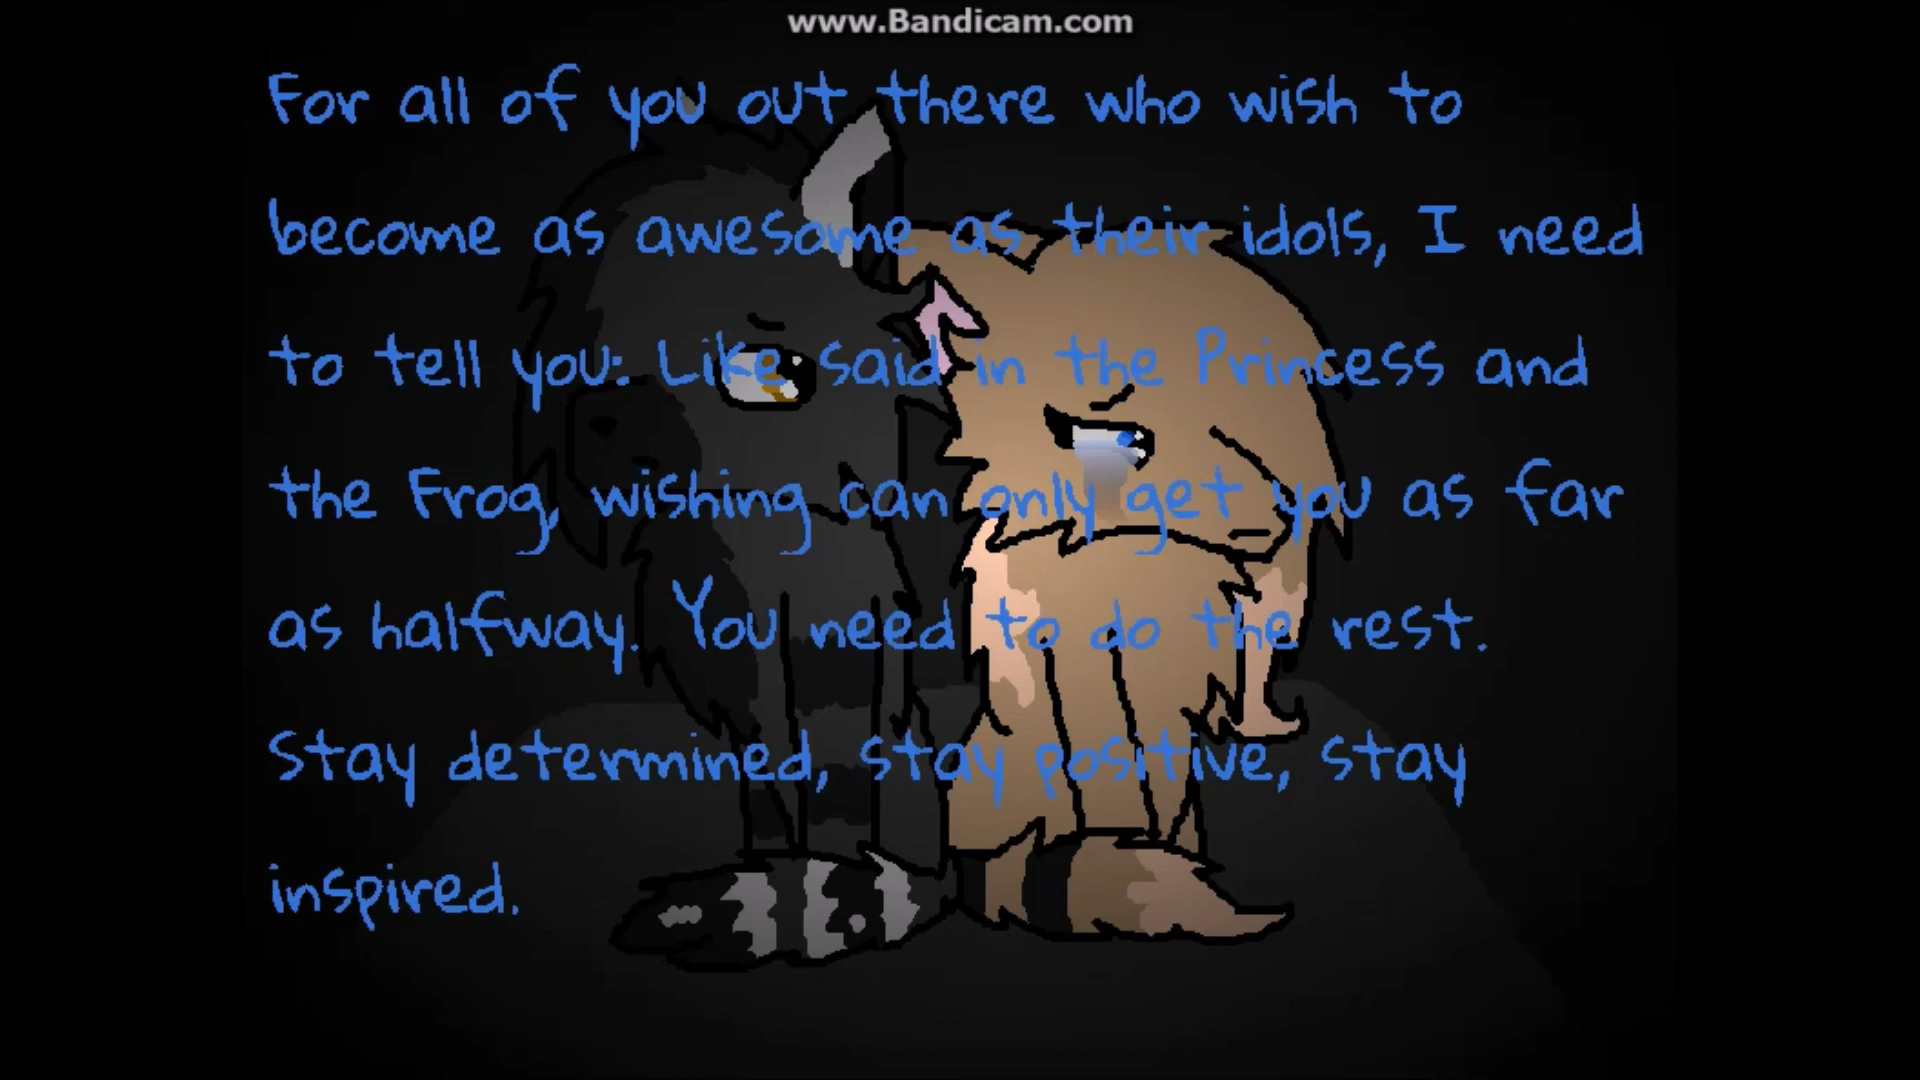 www.Bandicam.com
For all of you out there who wish to
become as awesome as their idols, I need
to tell you: Like said in the Princess and
the Frog, wishing can only get you as far
as halfway. You need to do the rest.
Stay determined, stay positive, stay
inspired.